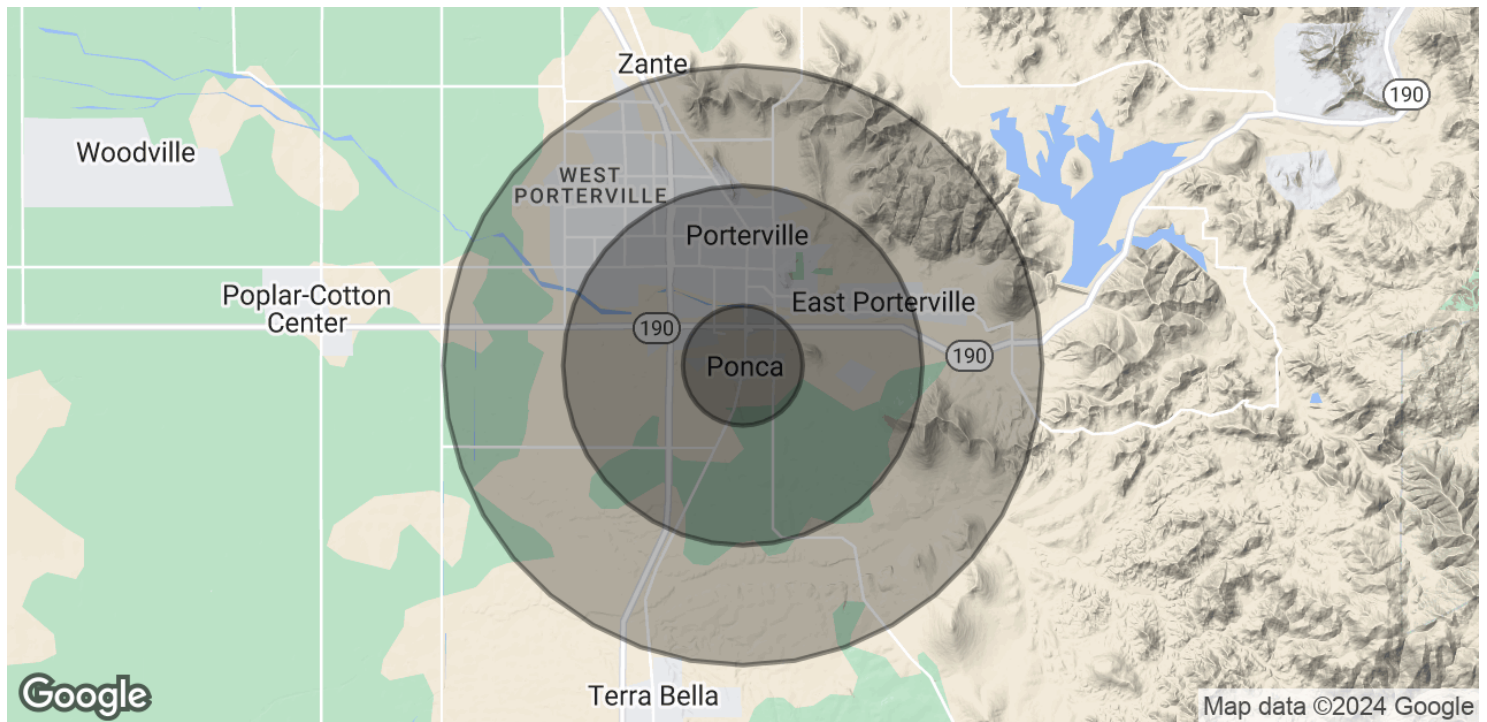 Zante
190
Woodville
WEST
PORTERVILLE
Porterville
Poplar-Cotton
Center
East Porterville
190
190
Ponca
Terra Bella
Google
Map data ©2024 Google